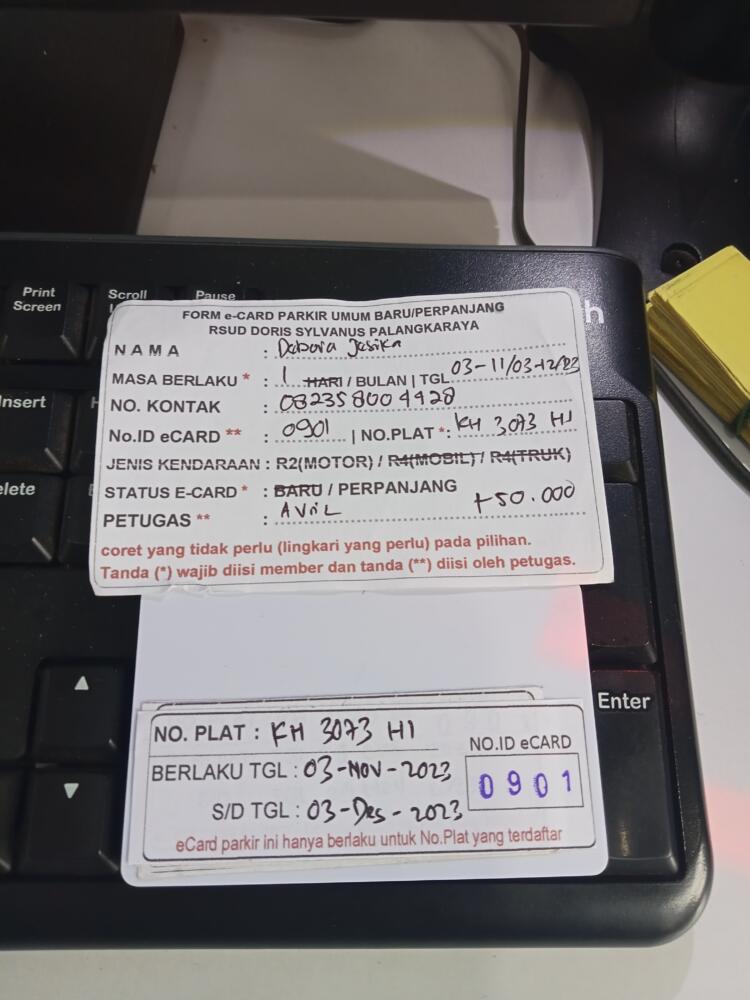 Print
Screen
Scroll
Pause
Insert
h
elete
Enter
FORM e-CARD PARKIR UMUM BARU/PERPANJANG
RSUD DORIS SYLVANUS PALANGKARAYA
NAMA : Debora Jesika
MASA BERLAKU * : 1 HARI / BULAN | TGL 03-11/03-12/23
NO. KONTAK : 082358004928
No.ID eCARD ** : 0901 | NO.PLAT *: KH 3073 HJ
JENIS KENDARAAN : R2(MOTOR) / R4(MOBIL) / R4(TRUK)
STATUS E-CARD * : BARU / PERPANJANG
PETUGAS ** : AVRIL +50.000
coret yang tidak perlu (lingkari yang perlu) pada pilihan.
Tanda (*) wajib diisi member dan tanda (**) diisi oleh petugas.
NO. PLAT : KH 3073 HJ
NO.ID eCARD
BERLAKU TGL : 03-NOV-2023
0901
S/D TGL : 03-Des-2023
eCard parkir ini hanya berlaku untuk No.Plat yang terdaftar